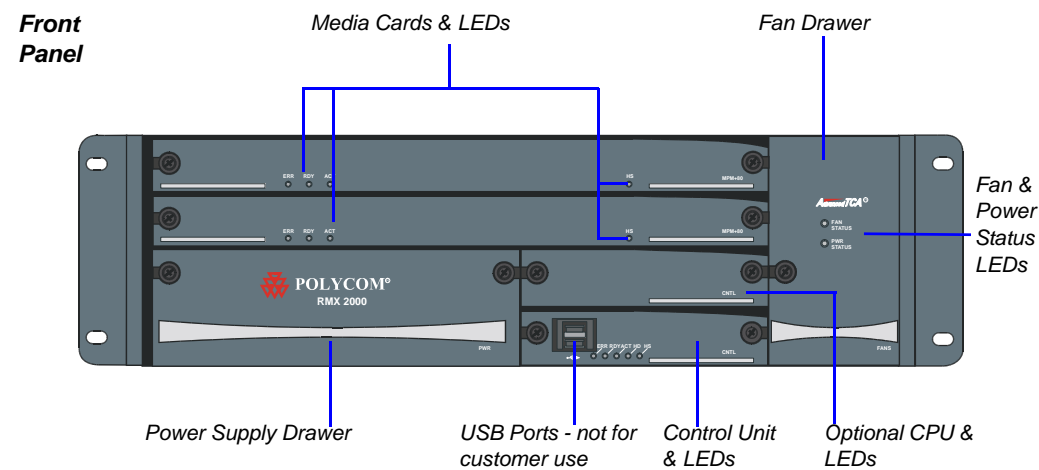 Front
Panel
Media Cards & LEDs
Fan Drawer
ERR RDY ACT
HS
MPM+80
ERR RDY ACT
HS
MPM+80
AdvancedTCA®
FAN
STATUS
PWR
STATUS
Fan &
Power
Status
LEDs
POLYCOM®
RMX 2000
CNTL
PWR
ERR RDY ACT HD HS
CNTL
FANS
Power Supply Drawer
USB Ports - not for
customer use
Control Unit
& LEDs
Optional CPU &
LEDs